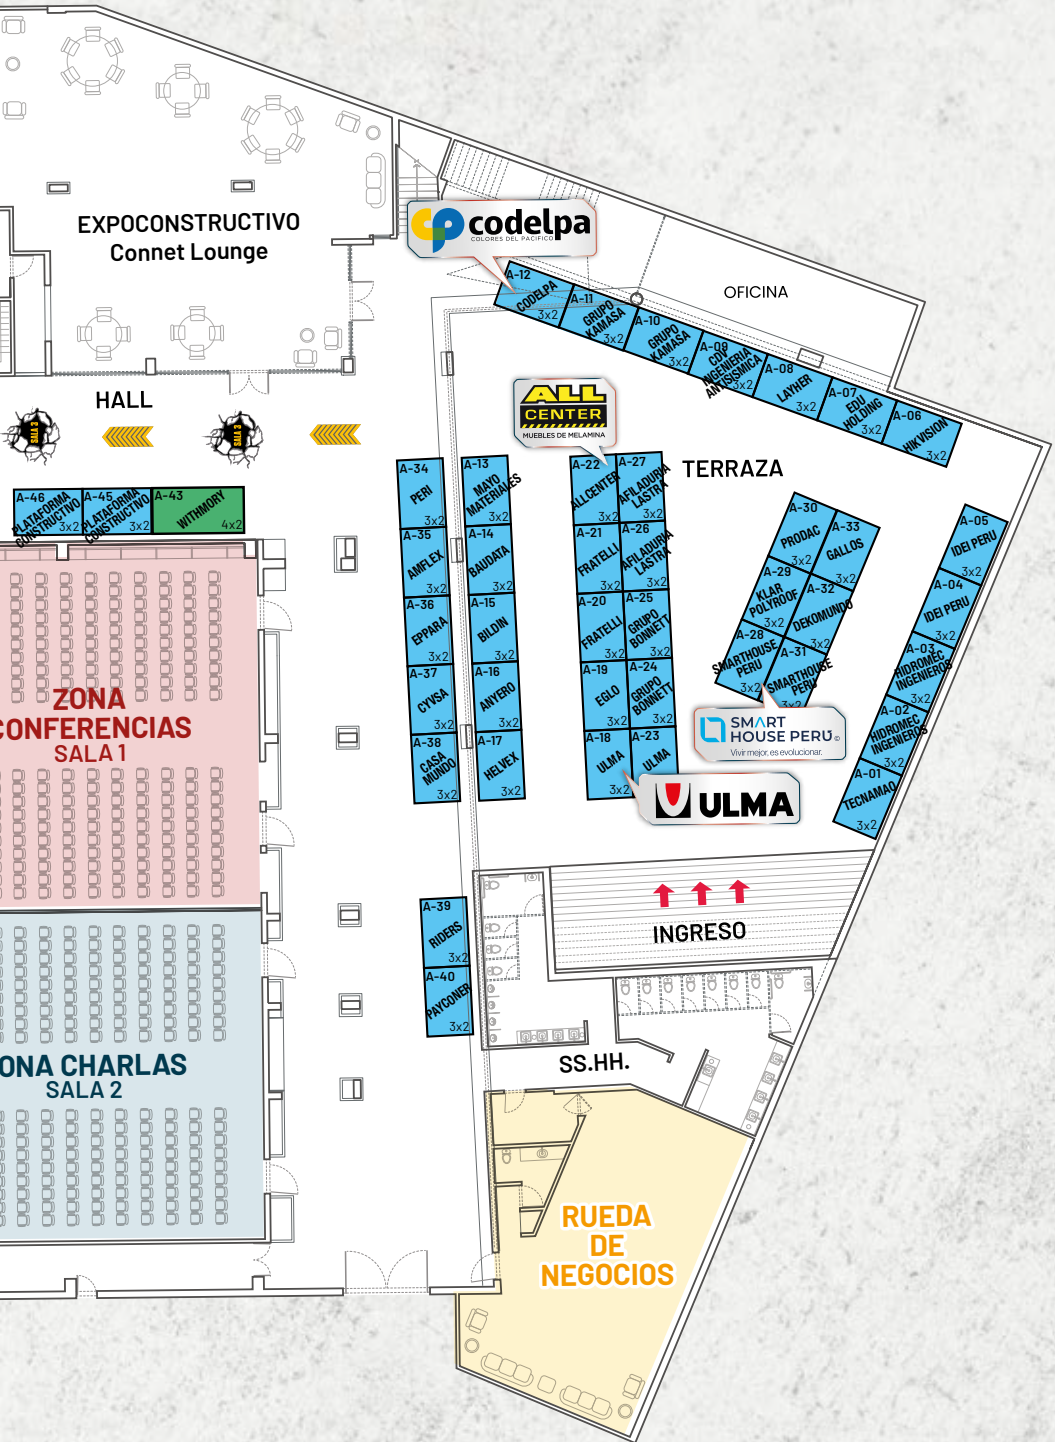 EXPOCONSTRUCTIVO
Connet Lounge
HALL
SALA 3
SALA 3
codelpa
COLORES DEL PACIFICO
OFICINA
A-12
CODELPA
3x2
A-11
GRUPO
KAMASA
3x2
A-10
GRUPO
KAMASA
3x2
A-09
CDV
INGENIERIA
ANTISISMICA
3x2
A-08
LAYHER
3x2
A-07
EDU
HOLDING
3x2
A-06
HIKVISION
3x2
ALL
CENTER
MUEBLES DE MELAMINA
TERRAZA
A-46
PLATAFORMA
CONSTRUCTIVO
3x2
A-45
PLATAFORMA
CONSTRUCTIVO
3x2
A-43
WITHMORY
4x2
A-34
PERI
3x2
A-35
AMFLEX
3x2
A-36
EPPARA
3x2
A-37
CYVSA
3x2
A-38
CASA
MUNDO
3x2
A-13
MAYO
MATERIALES
3x2
A-14
BAUDATA
3x2
A-15
BILDIN
3x2
A-16
ANYERO
3x2
A-17
HELVEX
3x2
A-22
ALLCENTER
3x2
A-27
AFILADURIA
LASTRA
3x2
A-21
FRATELLI
3x2
A-26
AFILADURIA
LASTRA
3x2
A-20
FRATELLI
3x2
A-25
GRUPO
BONNETT
3x2
A-19
EGLO
3x2
A-24
GRUPO
BONNETT
3x2
A-18
ULMA
3x2
A-23
ULMA
A-30
PRODAC
3x2
A-33
GALLOS
3x2
A-29
KLAR
POLYROOF
3x2
A-32
DEKOMUNDO
3x2
A-28
SMARTHOUSE
PERU
3x2
A-31
SMARTHOUSE
PERU
3x2
A-05
IDEI PERU
3x2
A-04
IDEI PERU
3x2
A-03
HIDROMEC
INGENIEROS
3x2
A-02
HIDROMEC
INGENIEROS
3x2
A-01
TECNAMAQ
3x2
SMART
HOUSE PERÚ
Vivir mejor, es evolucionar.
ULMA
ZONA
CONFERENCIAS
SALA 1
A-39
RIDERS
3x2
A-40
PAYCONER
3x2
INGRESO
ONA CHARLAS
SALA 2
SS.HH.
RUEDA
DE
NEGOCIOS